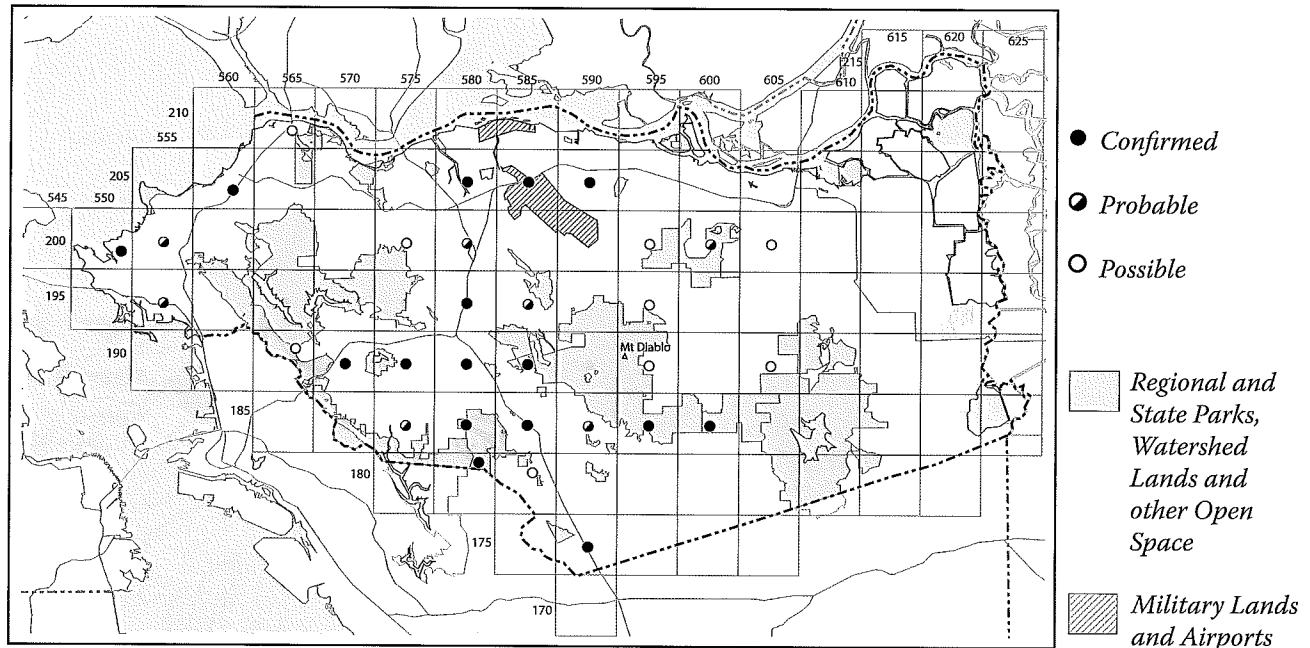 615 620 625
215
560 565 570 575 580 585 590 595 600 605 610
210
555
205
545 550
200
195
190
Mt Diablo
185
180
175
170
Confirmed
Probable
Possible
Regional and
State Parks,
Watershed
Lands and
other Open
Space
Military Lands
and Airports